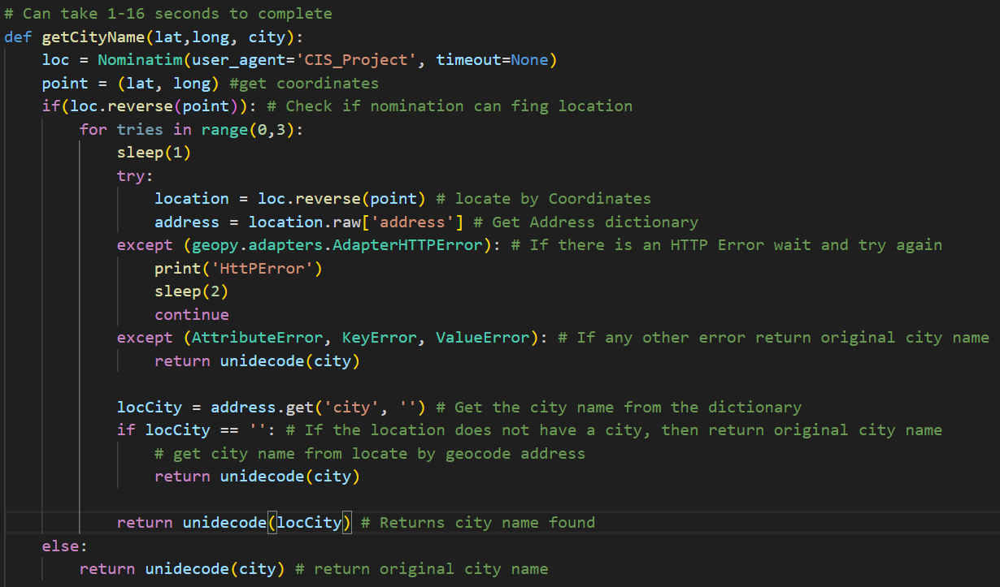 # Can take 1-16 seconds to complete
def getCityName(lat,long, city):
    loc = Nominatim(user_agent='CIS_Project', timeout=None)
    point = (lat, long) #get coordinates
    if(loc.reverse(point)): # Check if nomination can fing location
        for tries in range(0,3):
            sleep(1)
            try:
                location = loc.reverse(point) # locate by Coordinates
                address = location.raw['address'] # Get Address dictionary
            except (geopy.adapters.AdapterHTTPError): # If there is an HTTP Error wait and try again
                print('HttPError')
                sleep(2)
                continue
            except (AttributeError, KeyError, ValueError): # If any other error return original city name
                return unidecode(city)

            locCity = address.get('city', '') # Get the city name from the dictionary
            if locCity == '': # If the location does not have a city, then return original city name
                # get city name from locate by geocode address
                return unidecode(city)

            return unidecode(locCity) # Returns city name found
    else:
        return unidecode(city) # return original city name